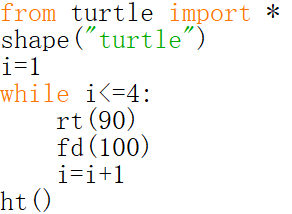 from turtle import *
shape("turtle")
i=1
while i<=4:
    rt(90)
    fd(100)
    i=i+1
ht()